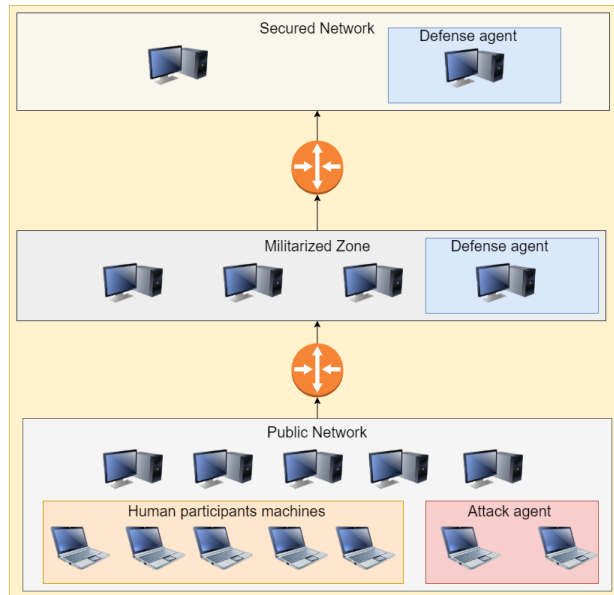 Secured Network
Defense agent
Militarized Zone
Defense agent
Public Network
Human participants machines
Attack agent